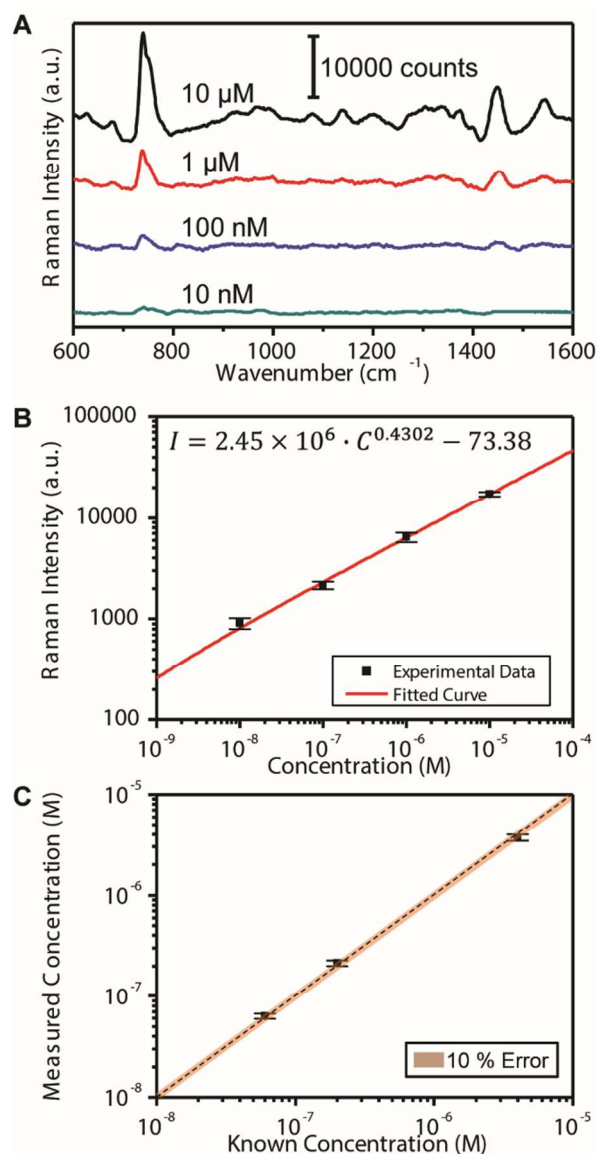 A
Raman Intensity (a.u.)
10000 counts
10 µM
1 µM
100 nM
10 nM
600 800 1000 1200 1400 1600
Wavenumber (cm ⁻¹)
B
Raman Intensity (a.u.)
100000
10000
1000
100
I = 2.45 × 10⁶ · C⁰·⁴³⁰² − 73.38
Experimental Data
Fitted Curve
10⁻⁹ 10⁻⁸ 10⁻⁷ 10⁻⁶ 10⁻⁵ 10⁻⁴
Concentration (M)
C
Measured Concentration (M)
10⁻⁵
10⁻⁶
10⁻⁷
10⁻⁸
10 % Error
10⁻⁸ 10⁻⁷ 10⁻⁶ 10⁻⁵
Known Concentration (M)